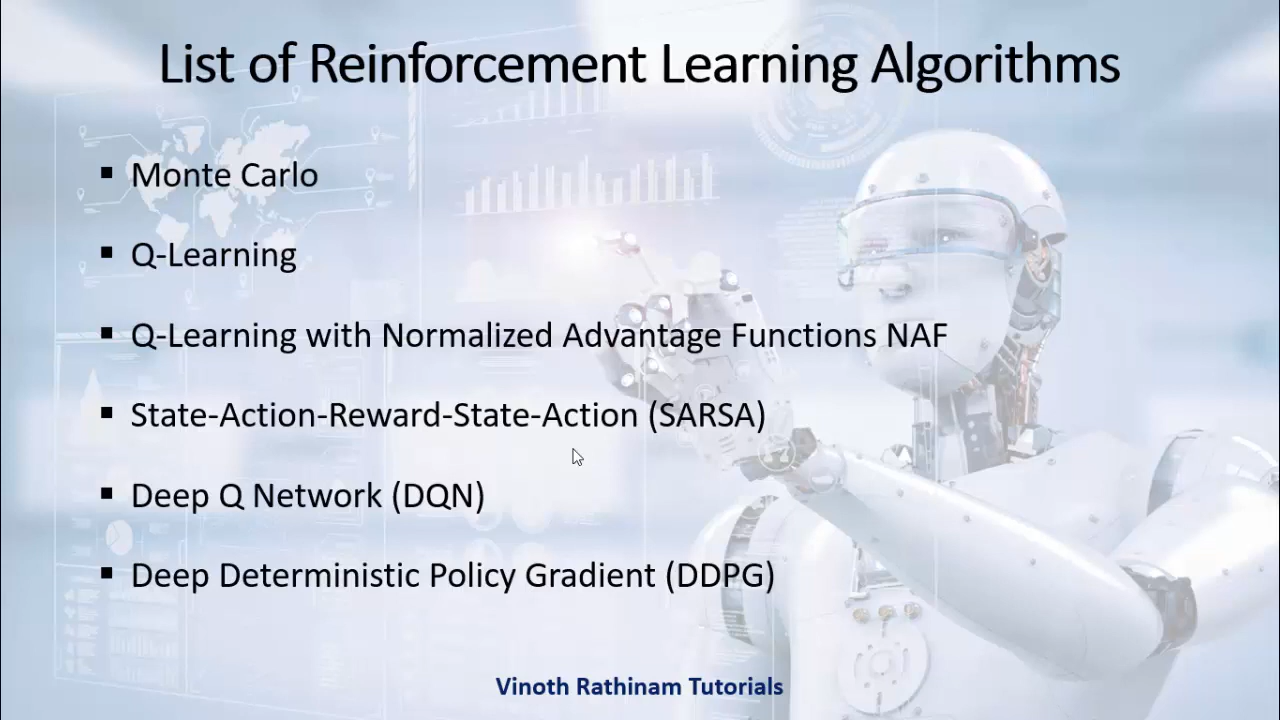 List of Reinforcement Learning Algorithms
▪ Monte Carlo
▪ Q-Learning
▪ Q-Learning with Normalized Advantage Functions NAF
▪ State-Action-Reward-State-Action (SARSA)
▪ Deep Q Network (DQN)
▪ Deep Deterministic Policy Gradient (DDPG)
Vinoth Rathinam Tutorials